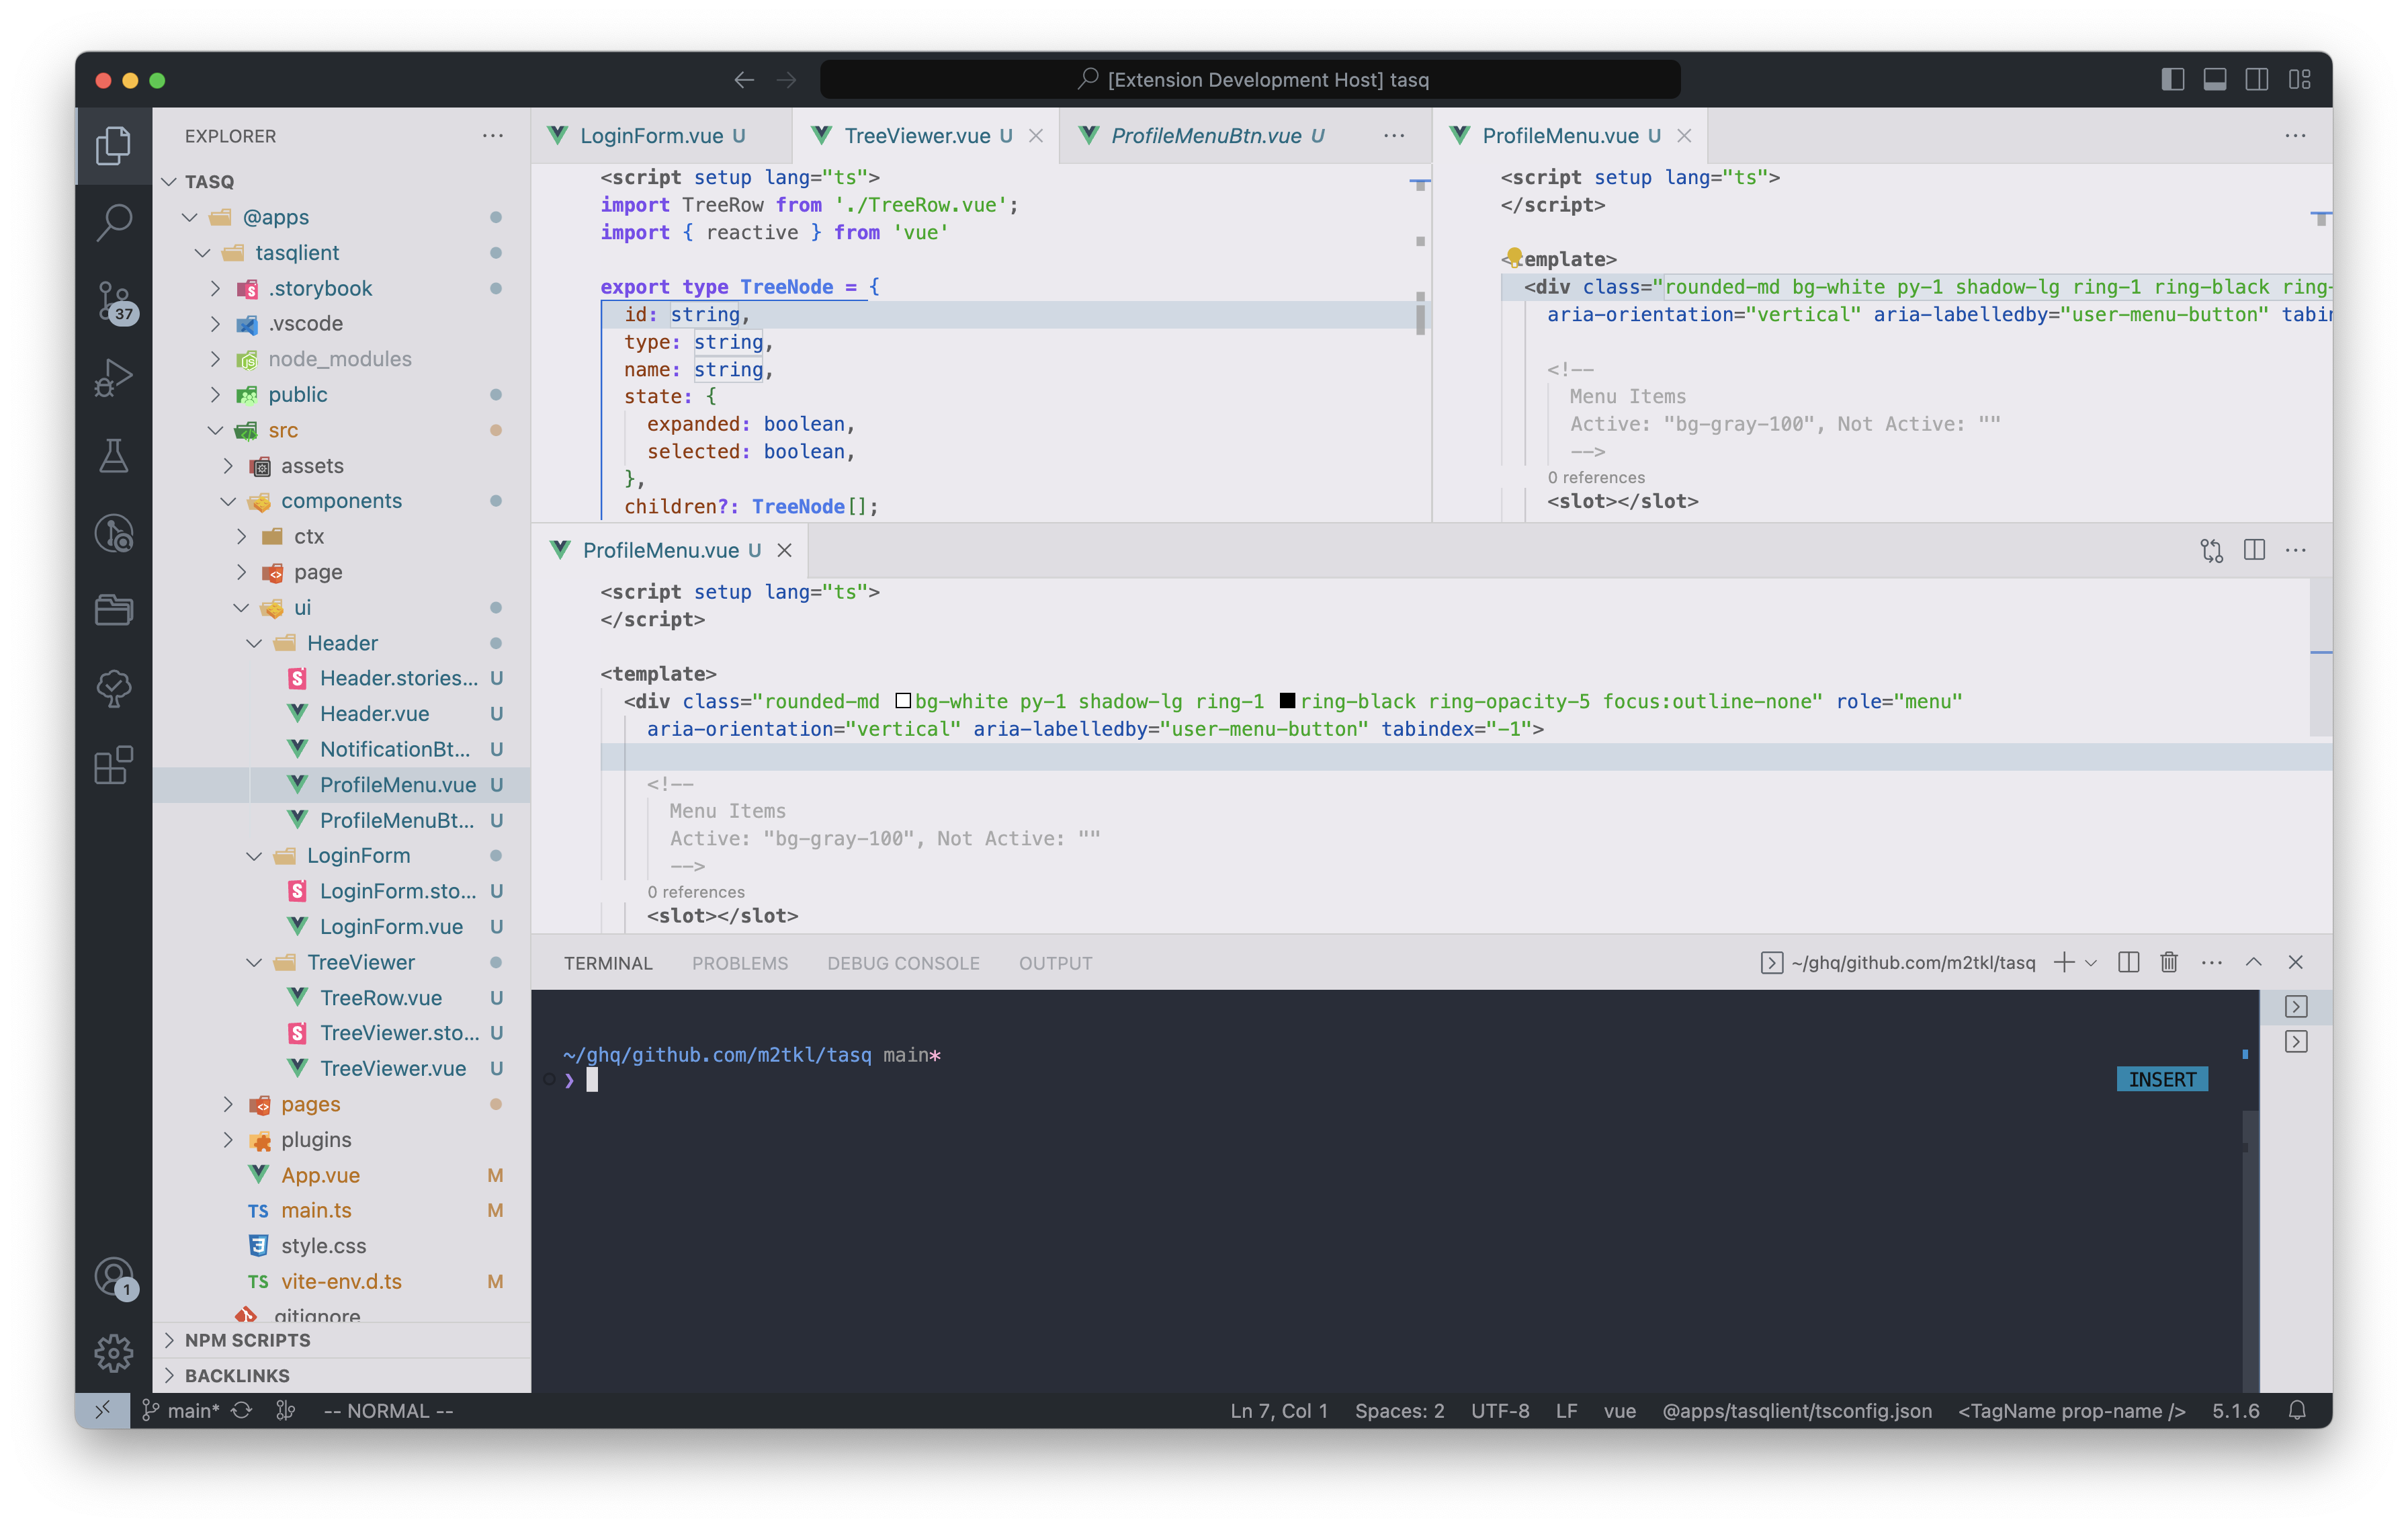 [Extension Development Host] tasq
EXPLORER
TASQ
@apps
tasqlient
.storybook
.vscode
node_modules
public
src
assets
components
ctx
page
ui
Header
Header.stories... U
Header.vue U
NotificationBt... U
ProfileMenu.vue U
ProfileMenuBt... U
LoginForm
LoginForm.sto... U
LoginForm.vue U
TreeViewer
TreeRow.vue U
TreeViewer.sto... U
TreeViewer.vue U
pages
plugins
App.vue M
TS main.ts M
style.css
TS vite-env.d.ts M
.gitignore
NPM SCRIPTS
BACKLINKS
37
1
LoginForm.vue U
TreeViewer.vue U
ProfileMenuBtn.vue U
<script setup lang="ts">
import TreeRow from './TreeRow.vue';
import { reactive } from 'vue'
export type TreeNode = {
id: string,
type: string,
name: string,
state: {
expanded: boolean,
selected: boolean,
},
children?: TreeNode[];
ProfileMenu.vue U
<script setup lang="ts">
</script>
<template>
<div class="rounded-md bg-white py-1 shadow-lg ring-1 ring-black ring-
aria-orientation="vertical" aria-labelledby="user-menu-button" tabin
<!--
Menu Items
Active: "bg-gray-100", Not Active: ""
-->
0 references
<slot></slot>
ProfileMenu.vue U
<script setup lang="ts">
</script>
<template>
<div class="rounded-md bg-white py-1 shadow-lg ring-1 ring-black ring-opacity-5 focus:outline-none" role="menu"
aria-orientation="vertical" aria-labelledby="user-menu-button" tabindex="-1">
<!--
Menu Items
Active: "bg-gray-100", Not Active: ""
-->
0 references
<slot></slot>
TERMINAL PROBLEMS DEBUG CONSOLE OUTPUT
~/ghq/github.com/m2tkl/tasq
~/ghq/github.com/m2tkl/tasq main*
❯
INSERT
main* -- NORMAL --
Ln 7, Col 1 Spaces: 2 UTF-8 LF vue @apps/tasqlient/tsconfig.json <TagName prop-name /> 5.1.6